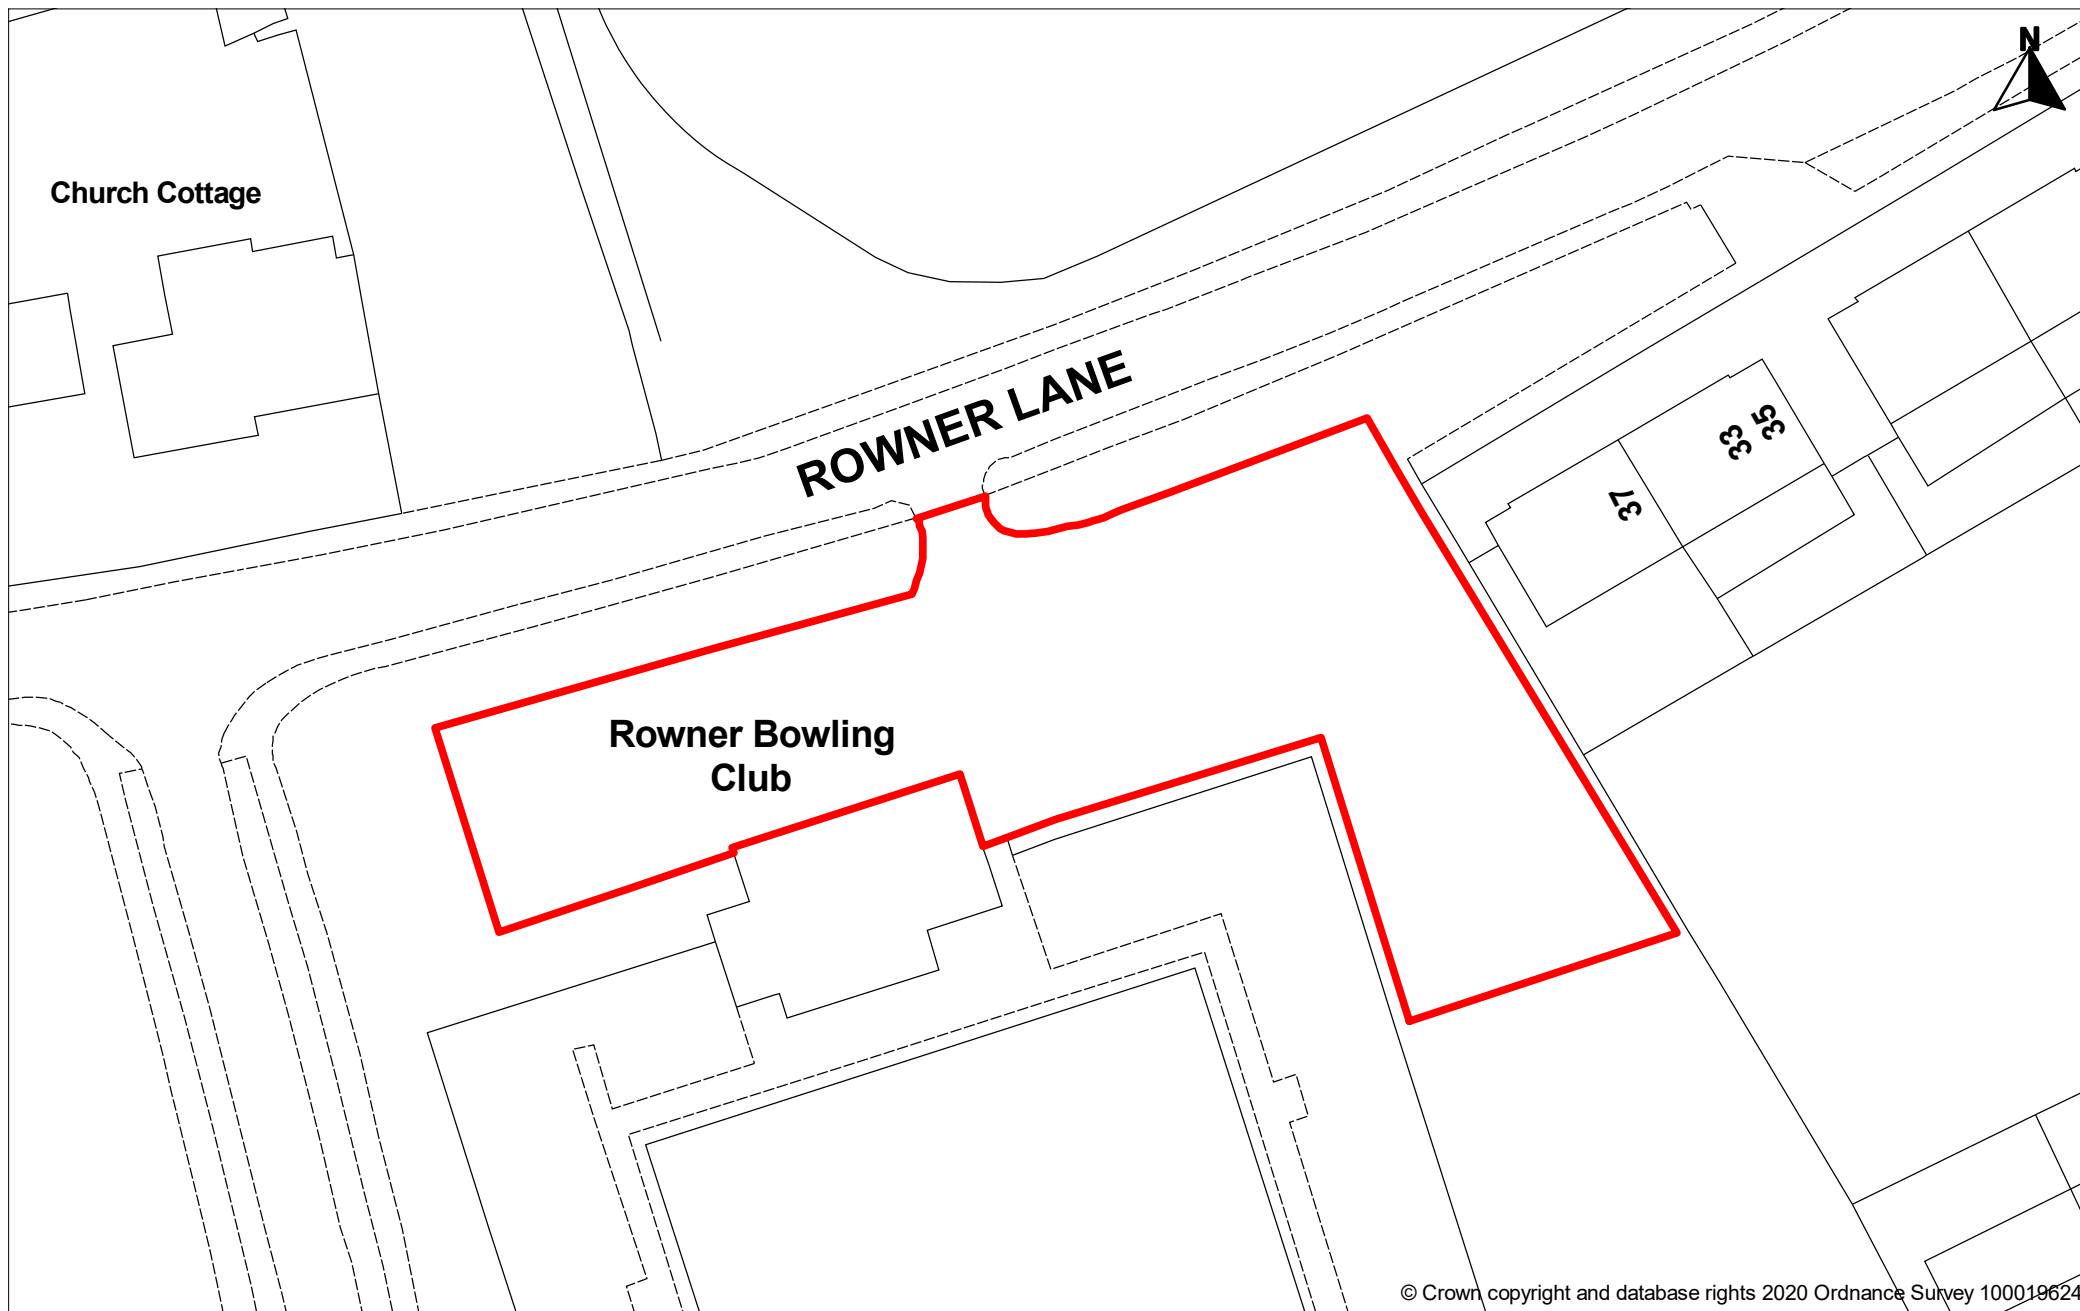 N
Church Cottage
ROWNER LANE
35
33
37
Rowner Bowling
Club
© Crown copyright and database rights 2020 Ordnance Survey 100019624